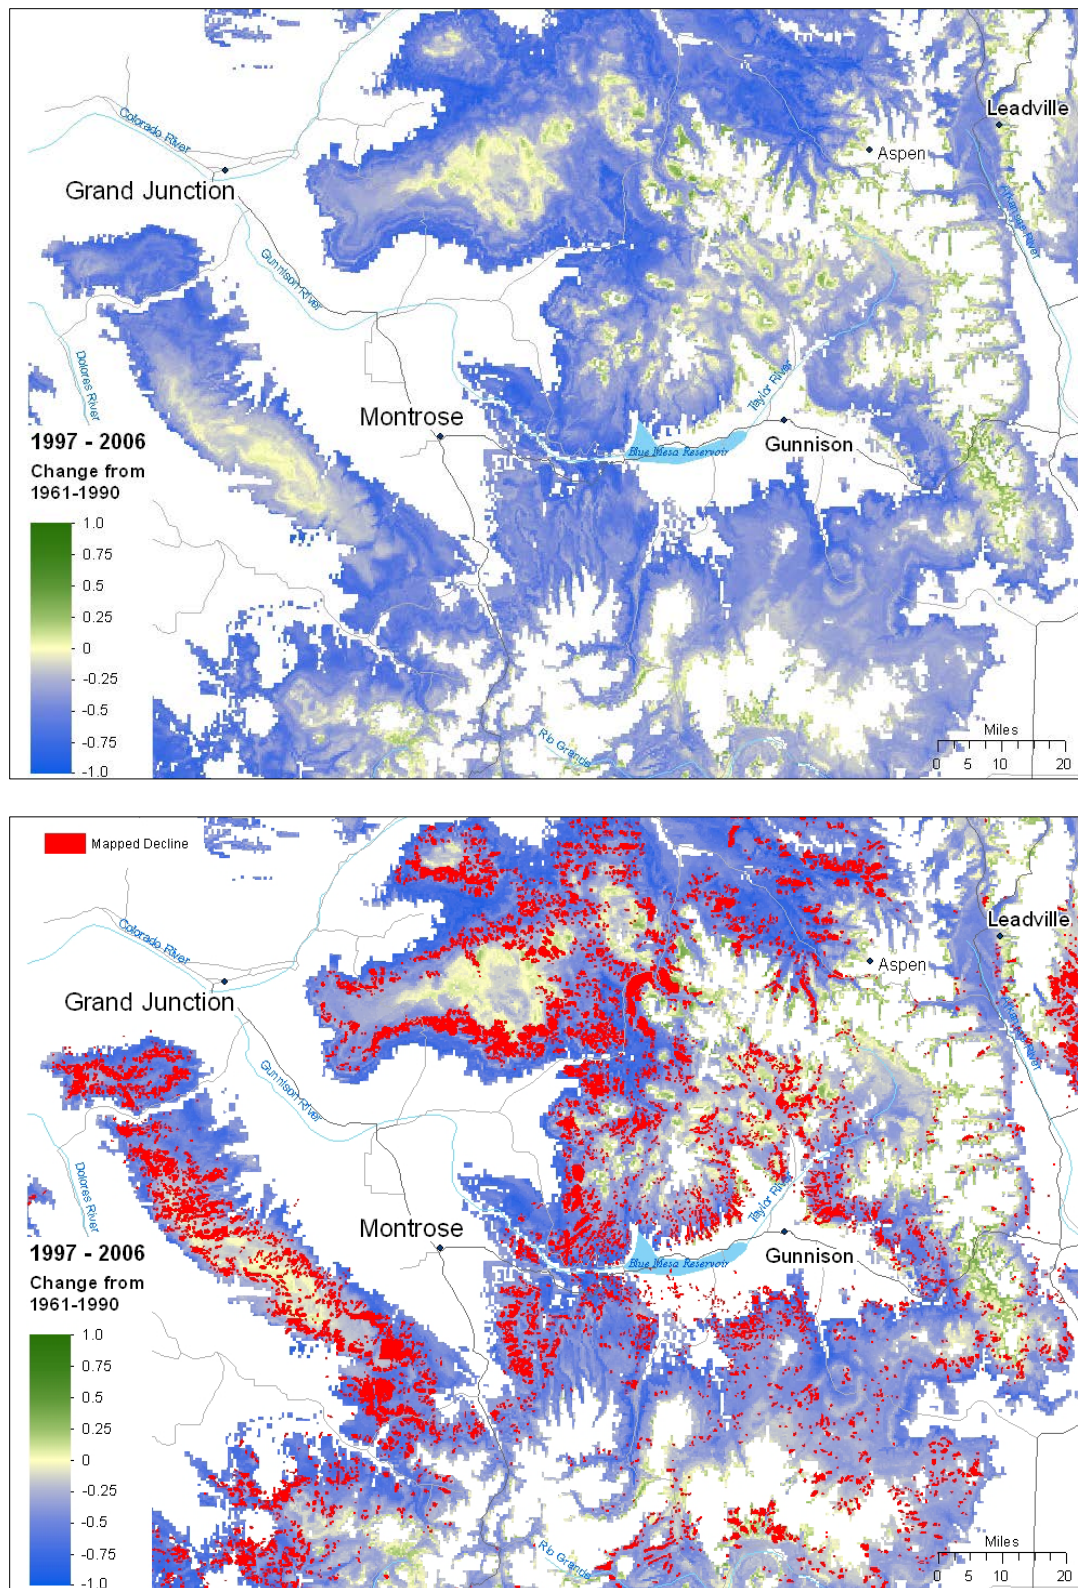 Leadville
Aspen
Colorado River
Grand Junction
Arkansas River
Gunnison River
Dolores River
Taylor River
Montrose
1997 - 2006
Gunnison
Blue Mesa Reservoir
Change from
1961-1990
1.0
0.75
0.5
0.25
0
-0.25
-0.5
-0.75
-1.0
Rio Grande
Miles
0 5 10 20
Mapped Decline
Leadville
Aspen
Colorado River
Grand Junction
Arkansas River
Gunnison River
Dolores River
Taylor River
Montrose
1997 - 2006
Gunnison
Blue Mesa Reservoir
Change from
1961-1990
1.0
0.75
0.5
0.25
0
-0.25
-0.5
-0.75
-1.0
Rio Grande
Miles
0 5 10 20